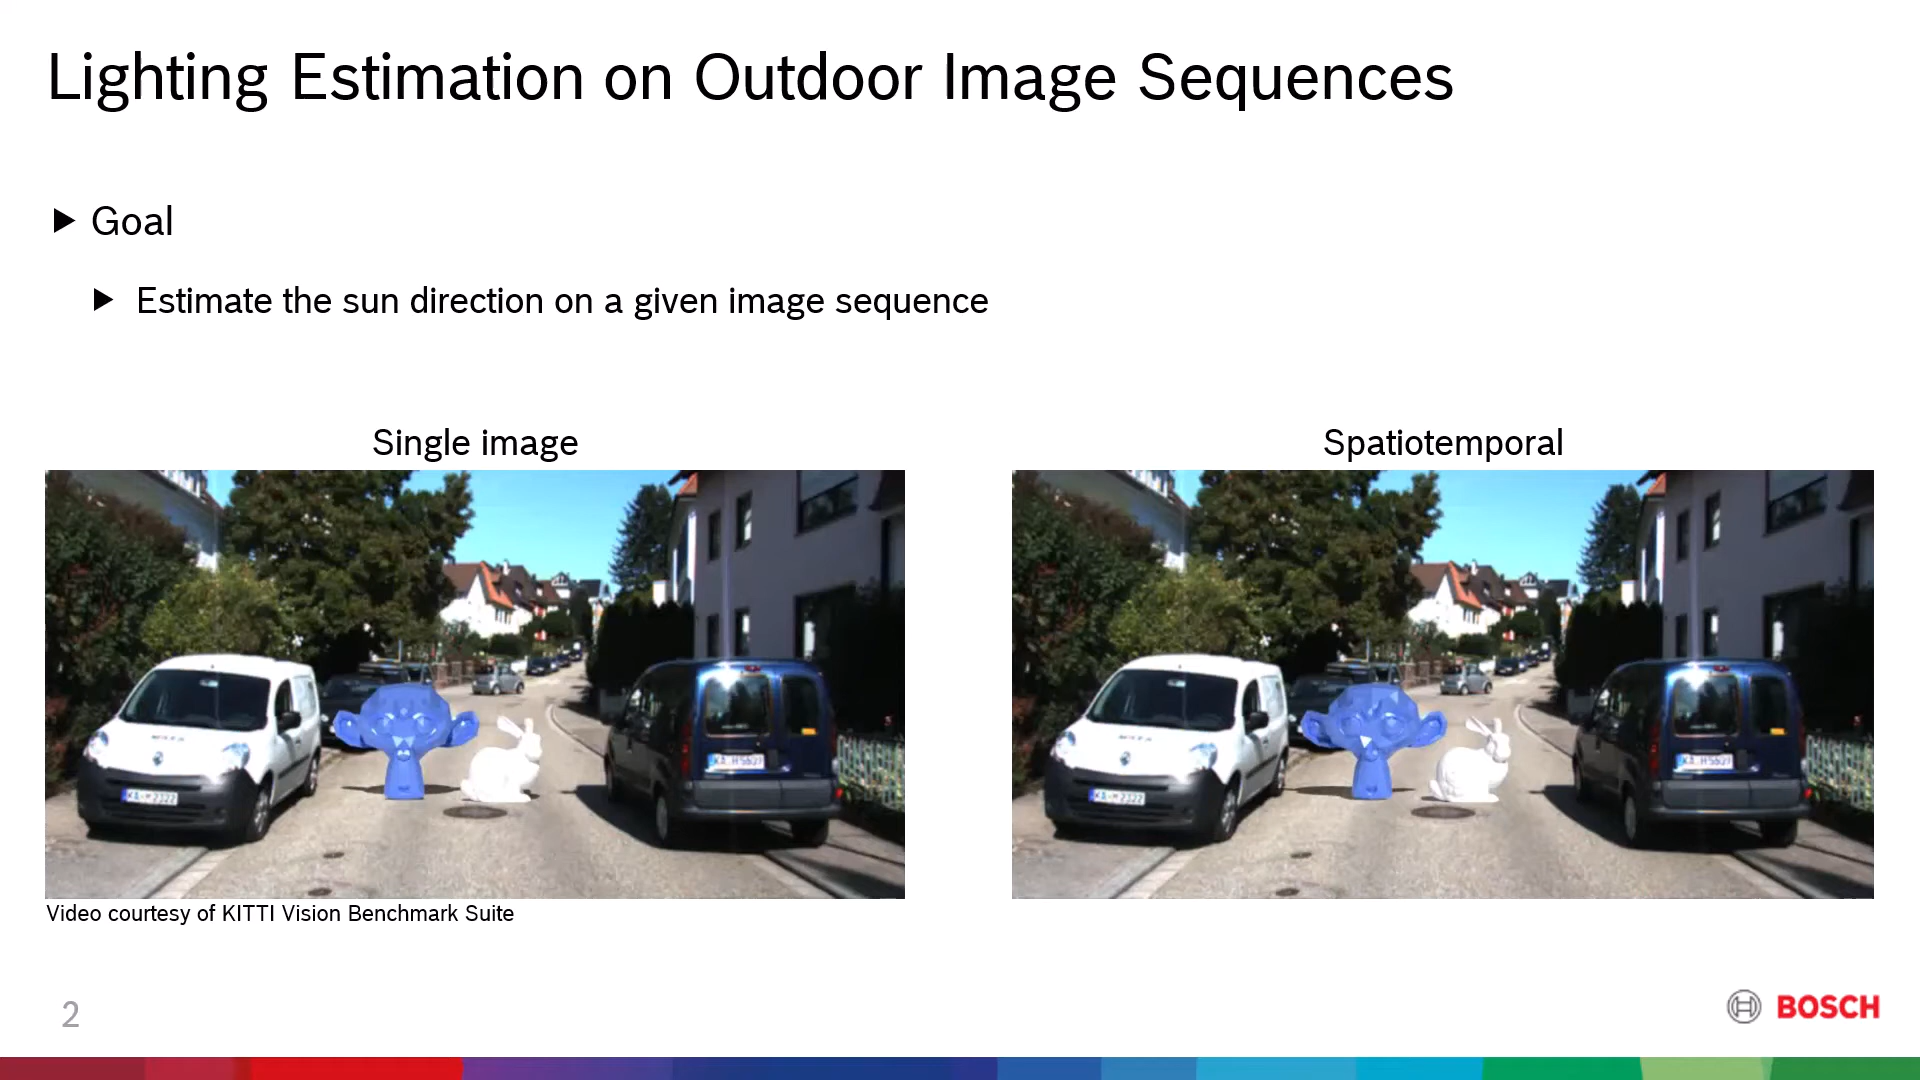 Lighting Estimation on Outdoor Image Sequences
Goal
Estimate the sun direction on a given image sequence
Single image
Spatiotemporal
Video courtesy of KITTI Vision Benchmark Suite
2
BOSCH